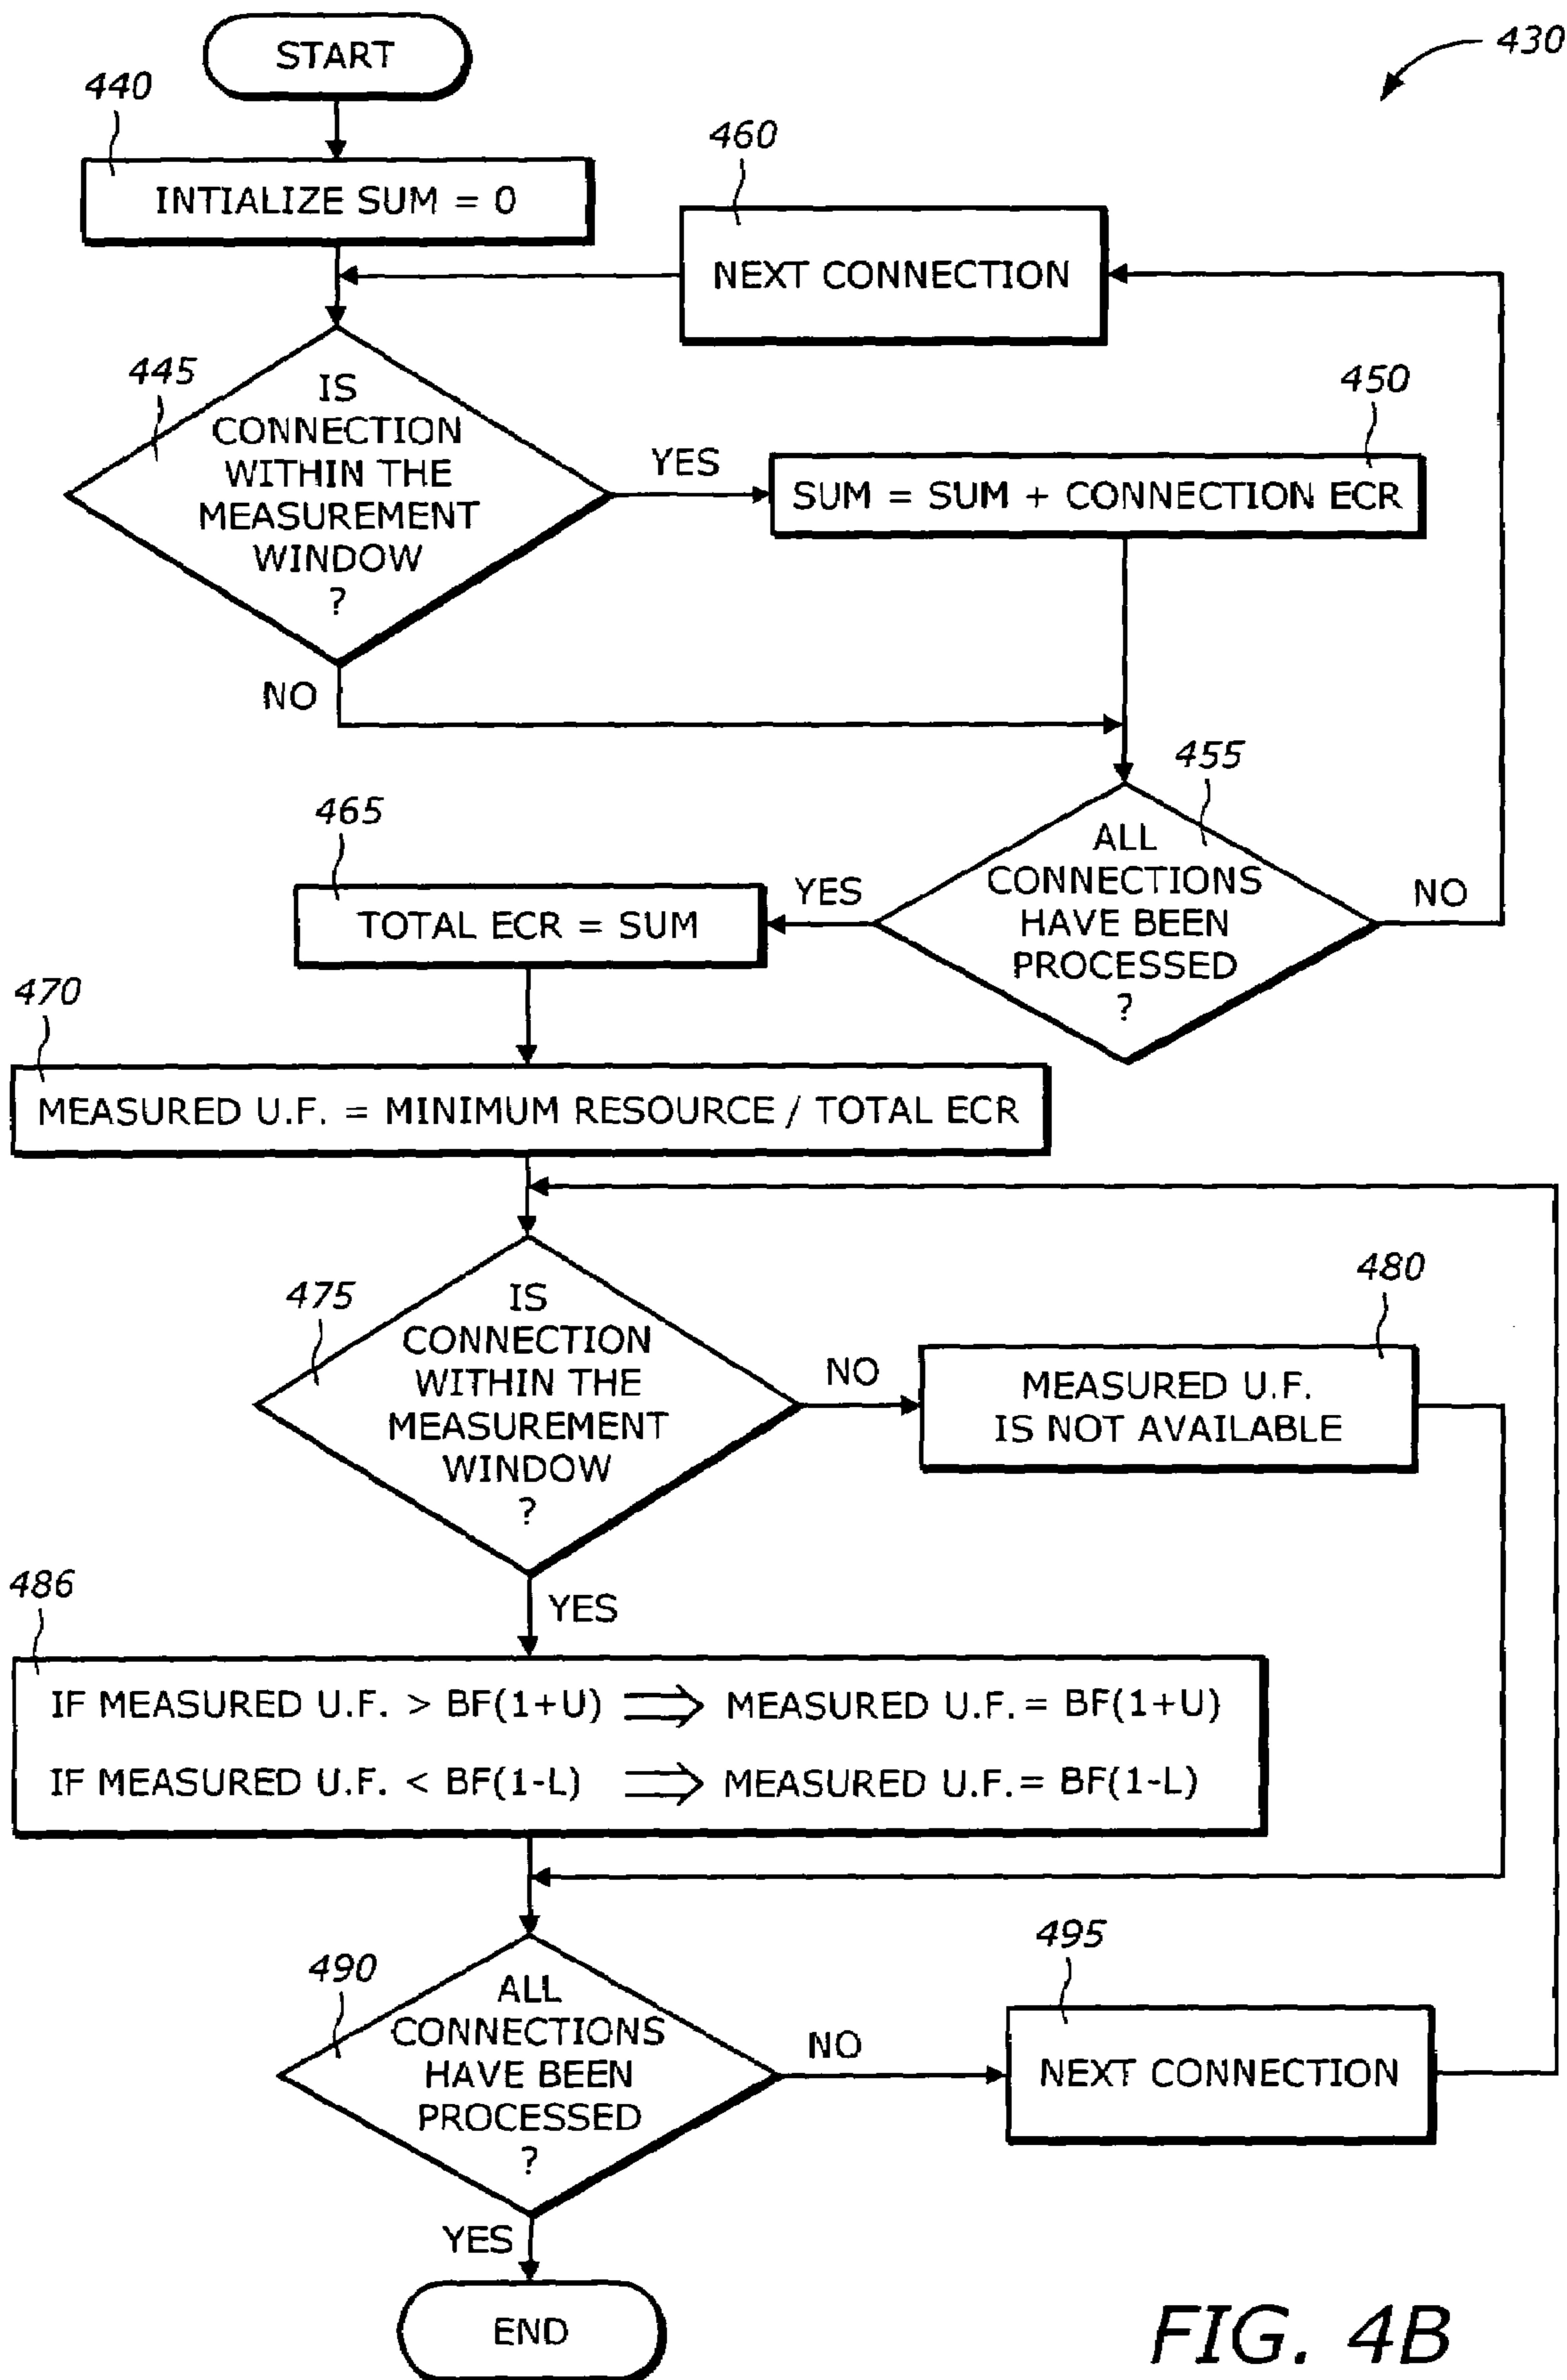 START
430
440
INTIALIZE SUM = 0
460
NEXT CONNECTION
445
IS
CONNECTION
WITHIN THE
MEASUREMENT
WINDOW
?
YES
450
SUM = SUM + CONNECTION ECR
NO
455
ALL
CONNECTIONS
HAVE BEEN
PROCESSED
?
NO
YES
465
TOTAL ECR = SUM
470
MEASURED U.F. = MINIMUM RESOURCE / TOTAL ECR
475
IS
CONNECTION
WITHIN THE
MEASUREMENT
WINDOW
?
NO
480
MEASURED U.F.
IS NOT AVAILABLE
YES
486
IF MEASURED U.F. > BF(1+U) ⟹ MEASURED U.F. = BF(1+U)
IF MEASURED U.F. < BF(1-L) ⟹ MEASURED U.F. = BF(1-L)
490
ALL
CONNECTIONS
HAVE BEEN
PROCESSED
?
NO
495
NEXT CONNECTION
YES
END
FIG. 4B